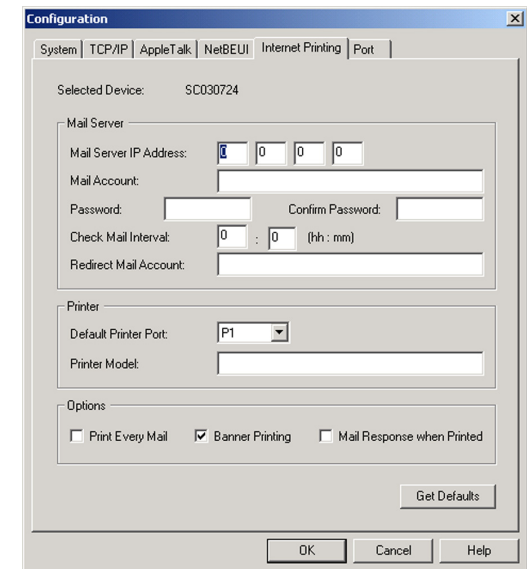 Configuration
System TCP/IP AppleTalk NetBEUI Internet Printing Port
Selected Device: SC030724
Mail Server
Mail Server IP Address: 0 0 0 0
Mail Account:
Password: Confirm Password:
Check Mail Interval: 0 : 0 (hh : mm)
Redirect Mail Account:
Printer
Default Printer Port: P1
Printer Model:
Options
Print Every Mail Banner Printing Mail Response when Printed
Get Defaults
OK Cancel Help